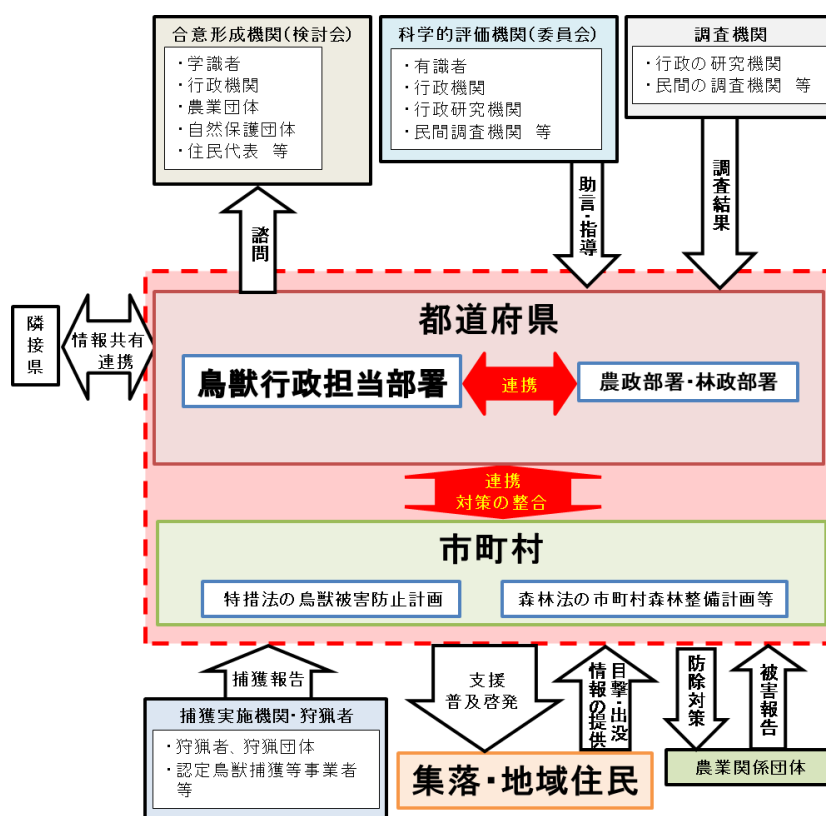 合意形成機関(検討会)
・学識者
・行政機関
・農業団体
・自然保護団体
・住民代表　等
科学的評価機関(委員会)
・有識者
・行政機関
・行政研究機関
・民間調査機関　等
調査機関
・行政の研究機関
・民間の調査機関　等
諮問
助言・指導
調査結果
隣接県
情報共有
連携
都道府県
鳥獣行政担当部署
連携
農政部署・林政部署
連携
対策の整合
市町村
特措法の鳥獣被害防止計画
森林法の市町村森林整備計画等
捕獲報告
支援
普及啓発
目撃・出没
情報の提供
防除対策
被害報告
捕獲実施機関・狩猟者
・狩猟者、狩猟団体
・認定鳥獣捕獲等事業者
等
集落・地域住民
農業関係団体